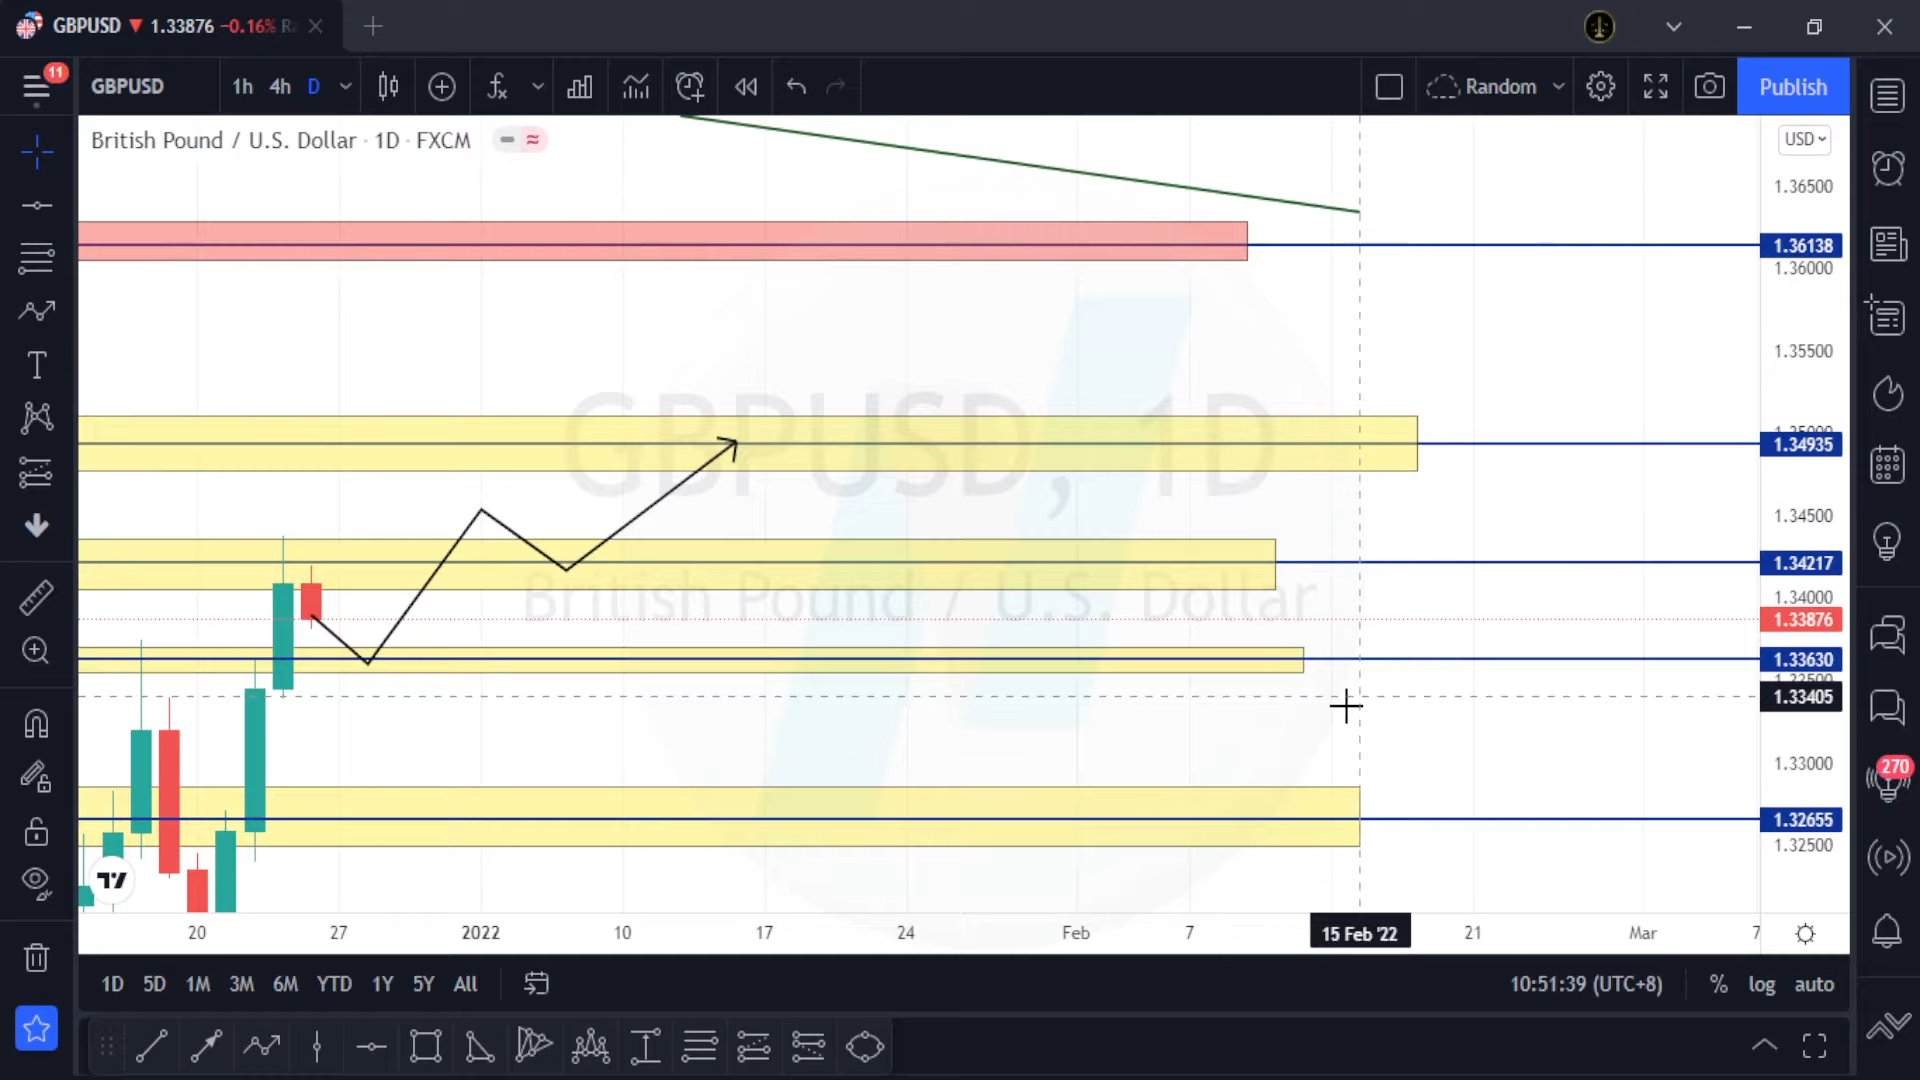 GBPUSD ▼ 1.33876 −0.16%
11
GBPUSD 1h 4h D
Random
Publish
British Pound / U.S. Dollar · 1D · FXCM
USD
1.36500
1.36138
1.36000
1.35500
1.34935
1.34500
1.34217
1.34000
1.33876
1.33630
1.33405
1.33000
1.32655
1.32500
GBPUSD, 1D
British Pound / U.S. Dollar
270
20 27 2022 10 17 24 Feb 7 15 Feb '22 21 Mar 7
1D 5D 1M 3M 6M YTD 1Y 5Y All
10:51:39 (UTC+8) % log auto